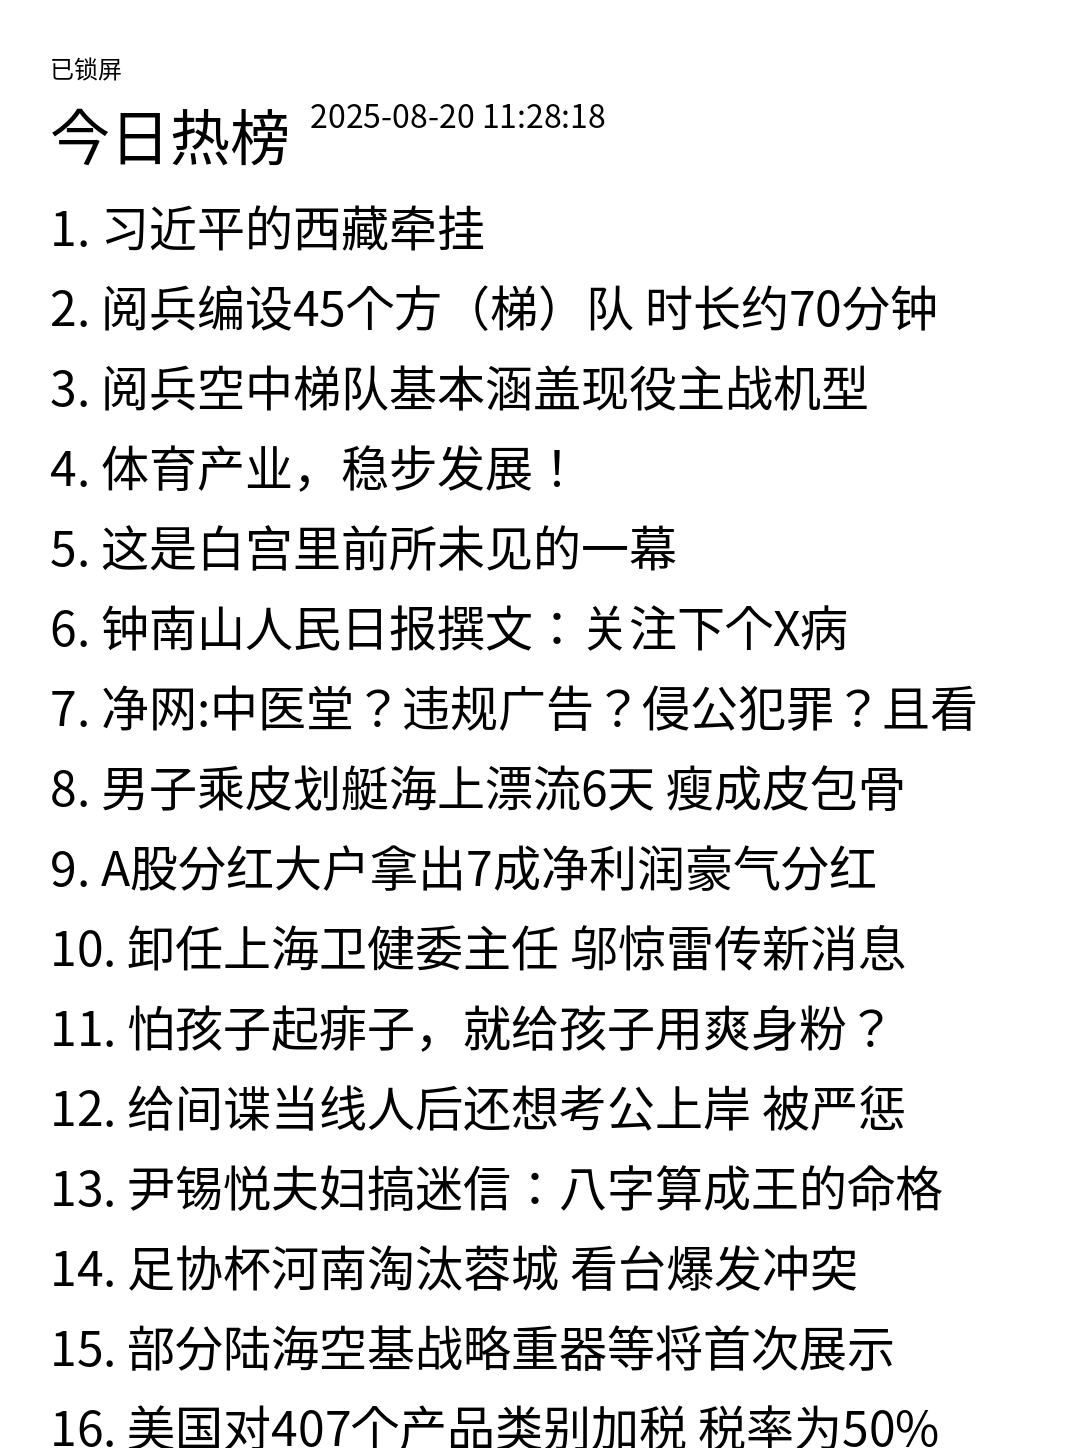 已锁屏
今日热榜 2025-08-20 11:28:18
1. 习近平的西藏牵挂
2. 阅兵编设45个方（梯）队 时长约70分钟
3. 阅兵空中梯队基本涵盖现役主战机型
4. 体育产业，稳步发展！
5. 这是白宫里前所未见的一幕
6. 钟南山人民日报撰文：关注下个X病
7. 净网:中医堂？违规广告？侵公犯罪？且看
8. 男子乘皮划艇海上漂流6天 瘦成皮包骨
9. A股分红大户拿出7成净利润豪气分红
10. 卸任上海卫健委主任 邬惊雷传新消息
11. 怕孩子起痱子，就给孩子用爽身粉？
12. 给间谍当线人后还想考公上岸 被严惩
13. 尹锡悦夫妇搞迷信：八字算成王的命格
14. 足协杯河南淘汰蓉城 看台爆发冲突
15. 部分陆海空基战略重器等将首次展示
16. 美国对407个产品类别加税 税率为50%